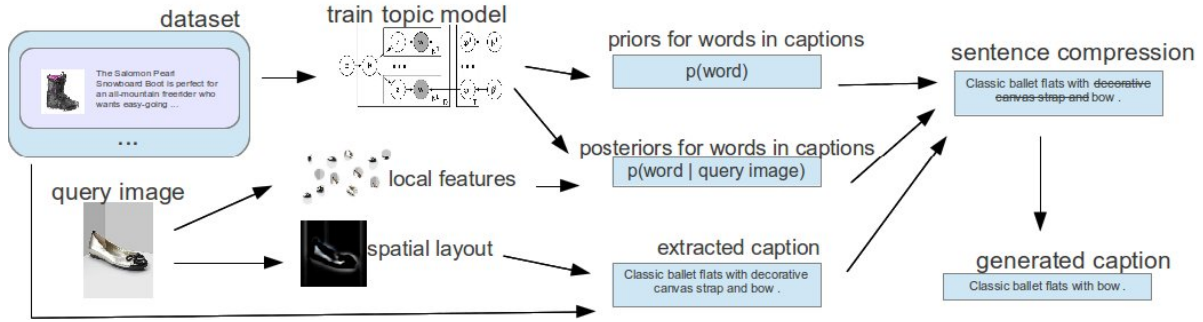 dataset
The Salomon Pearl
Snowboard Boot is perfect for
an all-mountain freerider who
wants easy-going ...
...
train topic model
priors for words in captions
p(word)
sentence compression
Classic ballet flats with decorative
canvas strap and bow .
posteriors for words in captions
p(word | query image)
query image
local features
spatial layout
extracted caption
Classic ballet flats with decorative
canvas strap and bow .
generated caption
Classic ballet flats with bow .